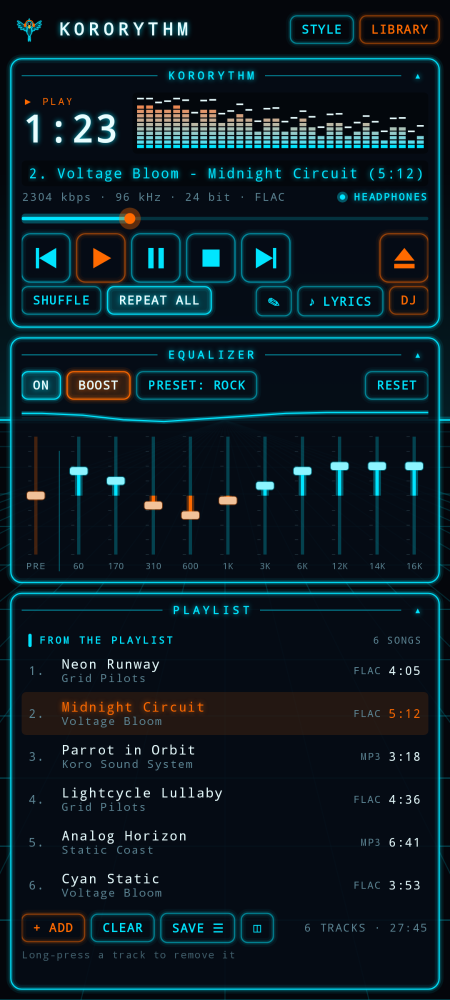 KORORYTHM
STYLE
LIBRARY
KORORYTHM
PLAY
1:23
2. Voltage Bloom - Midnight Circuit (5:12)
2304 kbps · 96 kHz · 24 bit · FLAC
HEADPHONES
SHUFFLE
REPEAT ALL
♪ LYRICS
DJ
EQUALIZER
ON
BOOST
PRESET: ROCK
RESET
PRE 60 170 310 600 1K 3K 6K 12K 14K 16K
PLAYLIST
FROM THE PLAYLIST
6 SONGS
1. Neon Runway FLAC 4:05
Grid Pilots
2. Midnight Circuit FLAC 5:12
Voltage Bloom
3. Parrot in Orbit MP3 3:18
Koro Sound System
4. Lightcycle Lullaby FLAC 4:36
Grid Pilots
5. Analog Horizon MP3 6:41
Static Coast
6. Cyan Static FLAC 3:53
Voltage Bloom
+ ADD
CLEAR
SAVE ☰
6 TRACKS · 27:45
Long-press a track to remove it